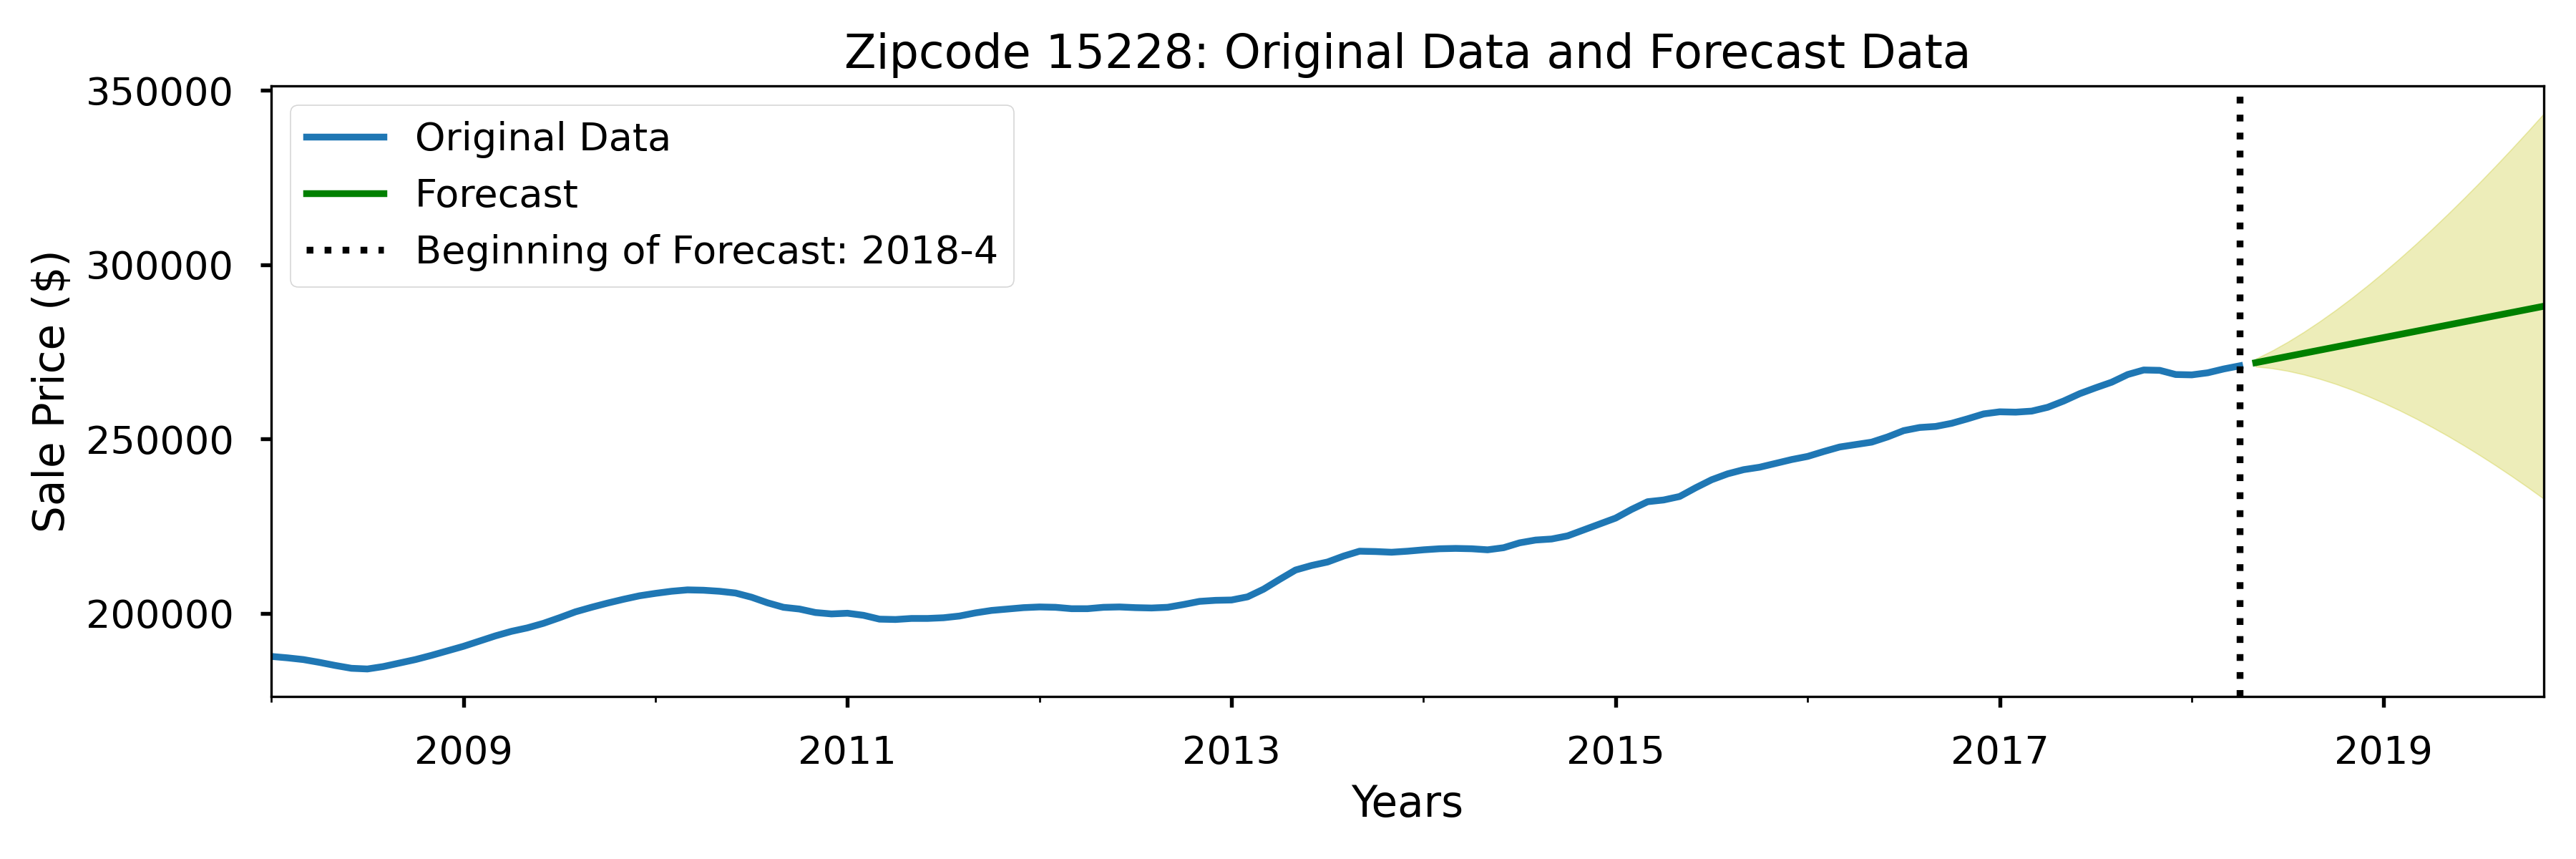 Zipcode 15228: Original Data and Forecast Data
350000
300000
250000
200000
Sale Price ($)
Original Data
Forecast
Beginning of Forecast: 2018-4
2009
2011
2013
2015
2017
2019
Years